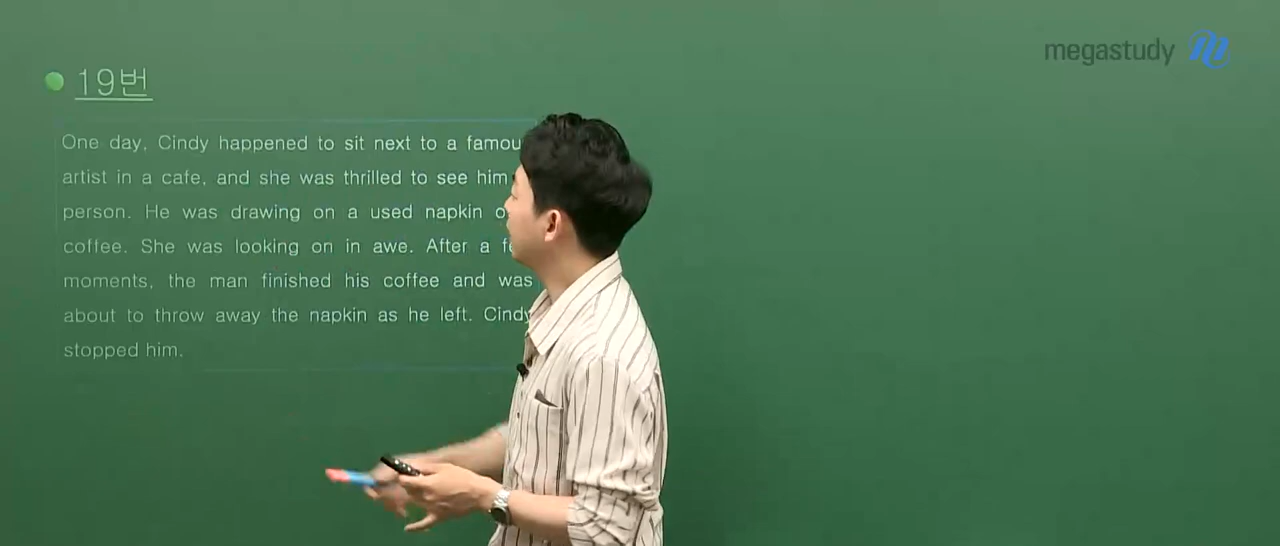 megastudy
19번
One day, Cindy happened to sit next to a
artist in a cafe, and she was thrilled to see him
person. He was drawing on a used napkin
coffee. She was looking on in awe. After a
moments, the man finished his coffee and was
about to throw away the napkin as he left. Cindy
stopped him.